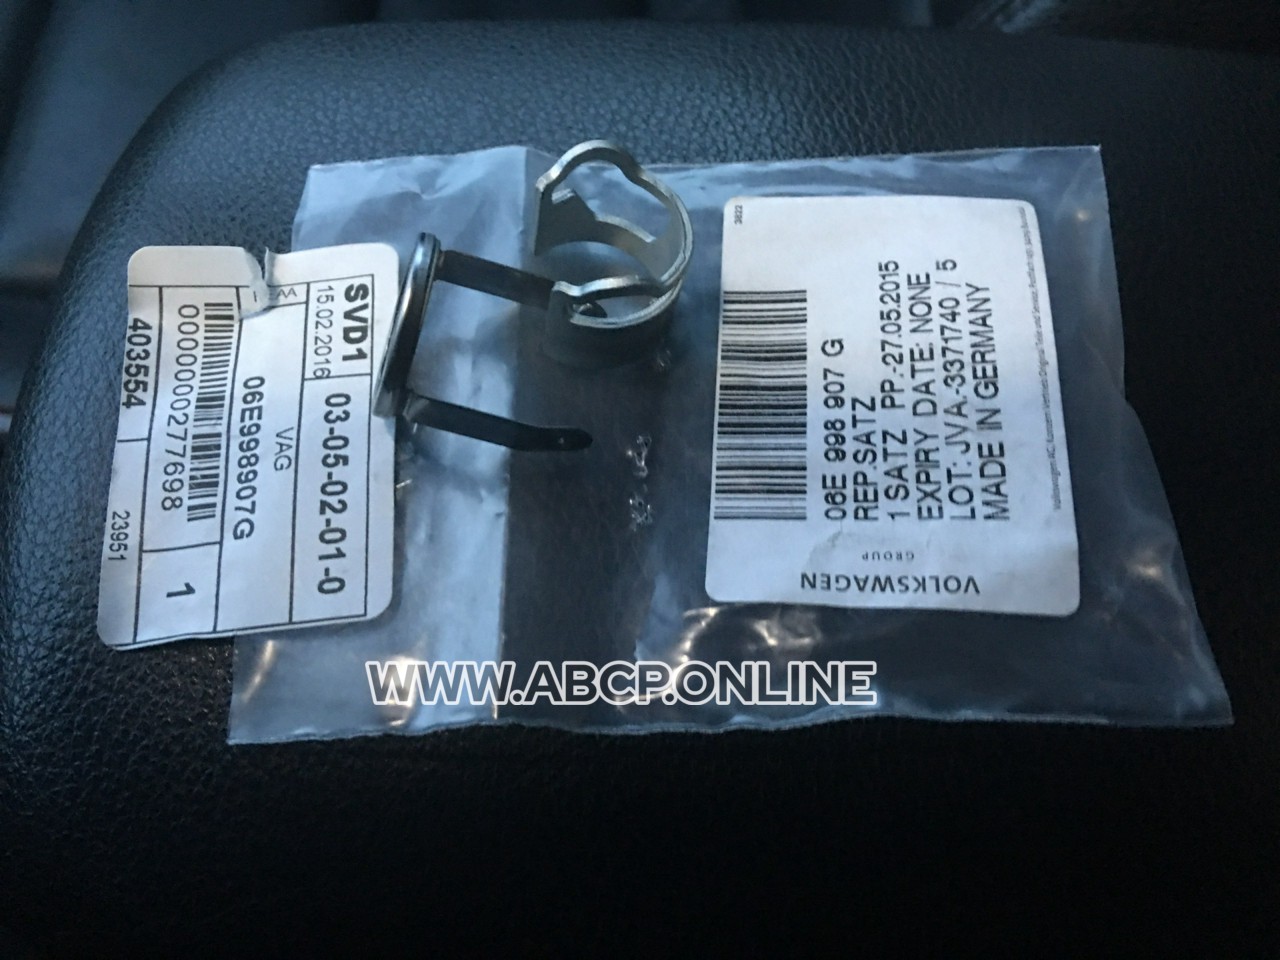 SVD1
15.02.2016
03-05-02-01-0
VAG
06E998907G
0000000277698
1
403554
23951
3822
06E 998 907 G
REP.SATZ
1 SATZ PP.:27.05.2015
EXPIRY DATE: NONE
LOT: JVA.-3371740 / 5
MADE IN GERMANY
VOLKSWAGEN
GROUP
WWW.ABCP.ONLINE